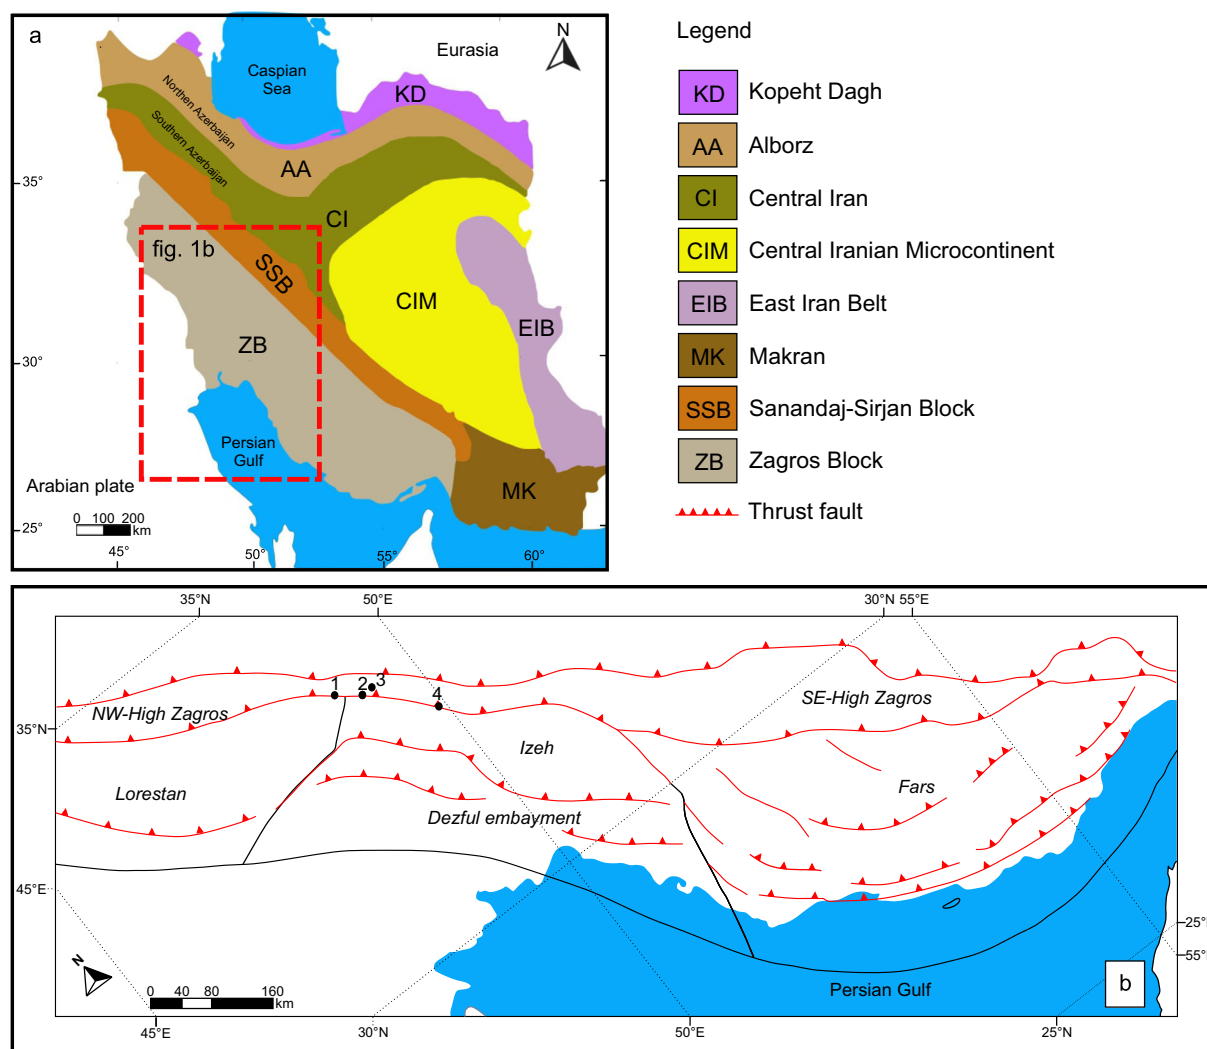 a
N
Eurasia
Caspian
Sea
KD
Northen Azerbaijan
Southern Azerbaijan
AA
35°
CI
fig. 1b
SSB
CIM
EIB
ZB
30°
Persian
Gulf
Arabian plate
MK
0 100 200
km
25°
45°
50°
55°
60°
Legend
KD Kopeht Dagh
AA Alborz
CI Central Iran
CIM Central Iranian Microcontinent
EIB East Iran Belt
MK Makran
SSB Sanandaj-Sirjan Block
ZB Zagros Block
Thrust fault
35°N
50°E
30°N 55°E
1
2
3
4
NW-High Zagros
SE-High Zagros
35°N
Izeh
Lorestan
Fars
Dezful embayment
45°E
25°
55°
N
0 40 80 160
km
Persian Gulf
b
45°E
30°N
50°E
25°N